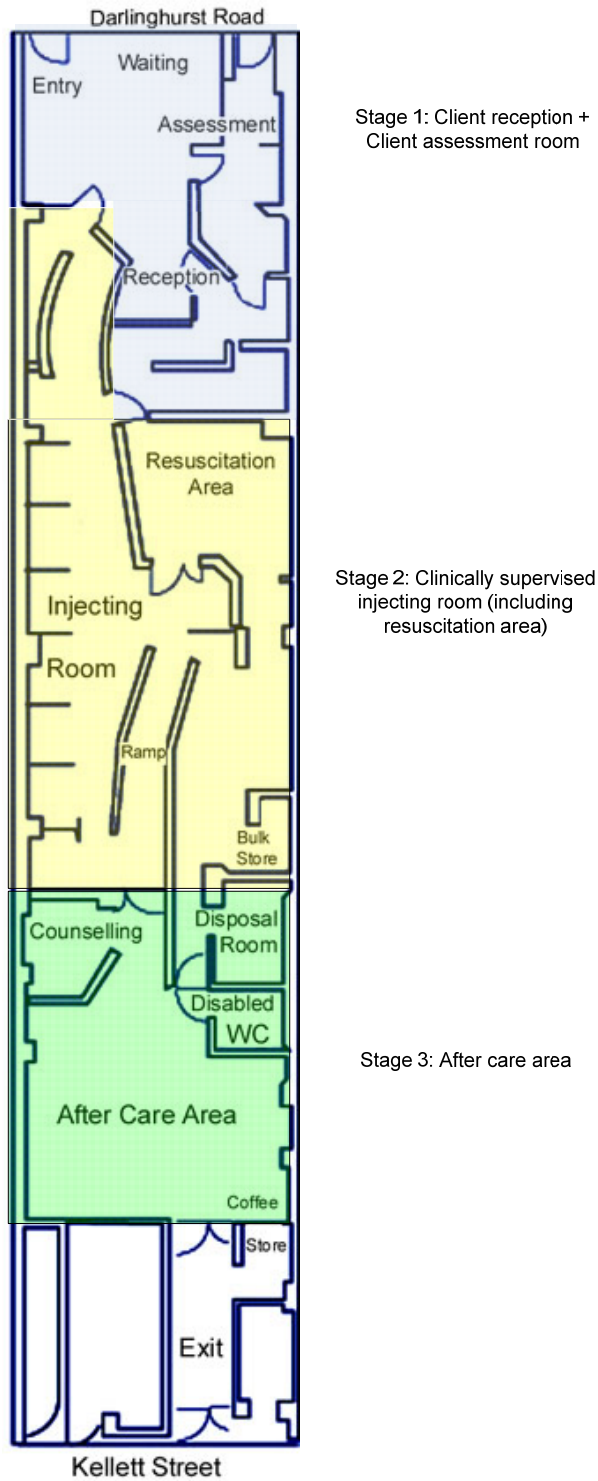 Darlinghurst Road
Waiting
Entry
Assessment
Stage 1: Client reception +
Client assessment room
Reception
Resuscitation
Area
Injecting
Room
Stage 2: Clinically supervised
injecting room (including
resuscitation area)
Ramp
Bulk
Store
Disposal
Room
Counselling
Disabled
WC
Stage 3: After care area
After Care Area
Coffee
Store
Exit
Kellett Street